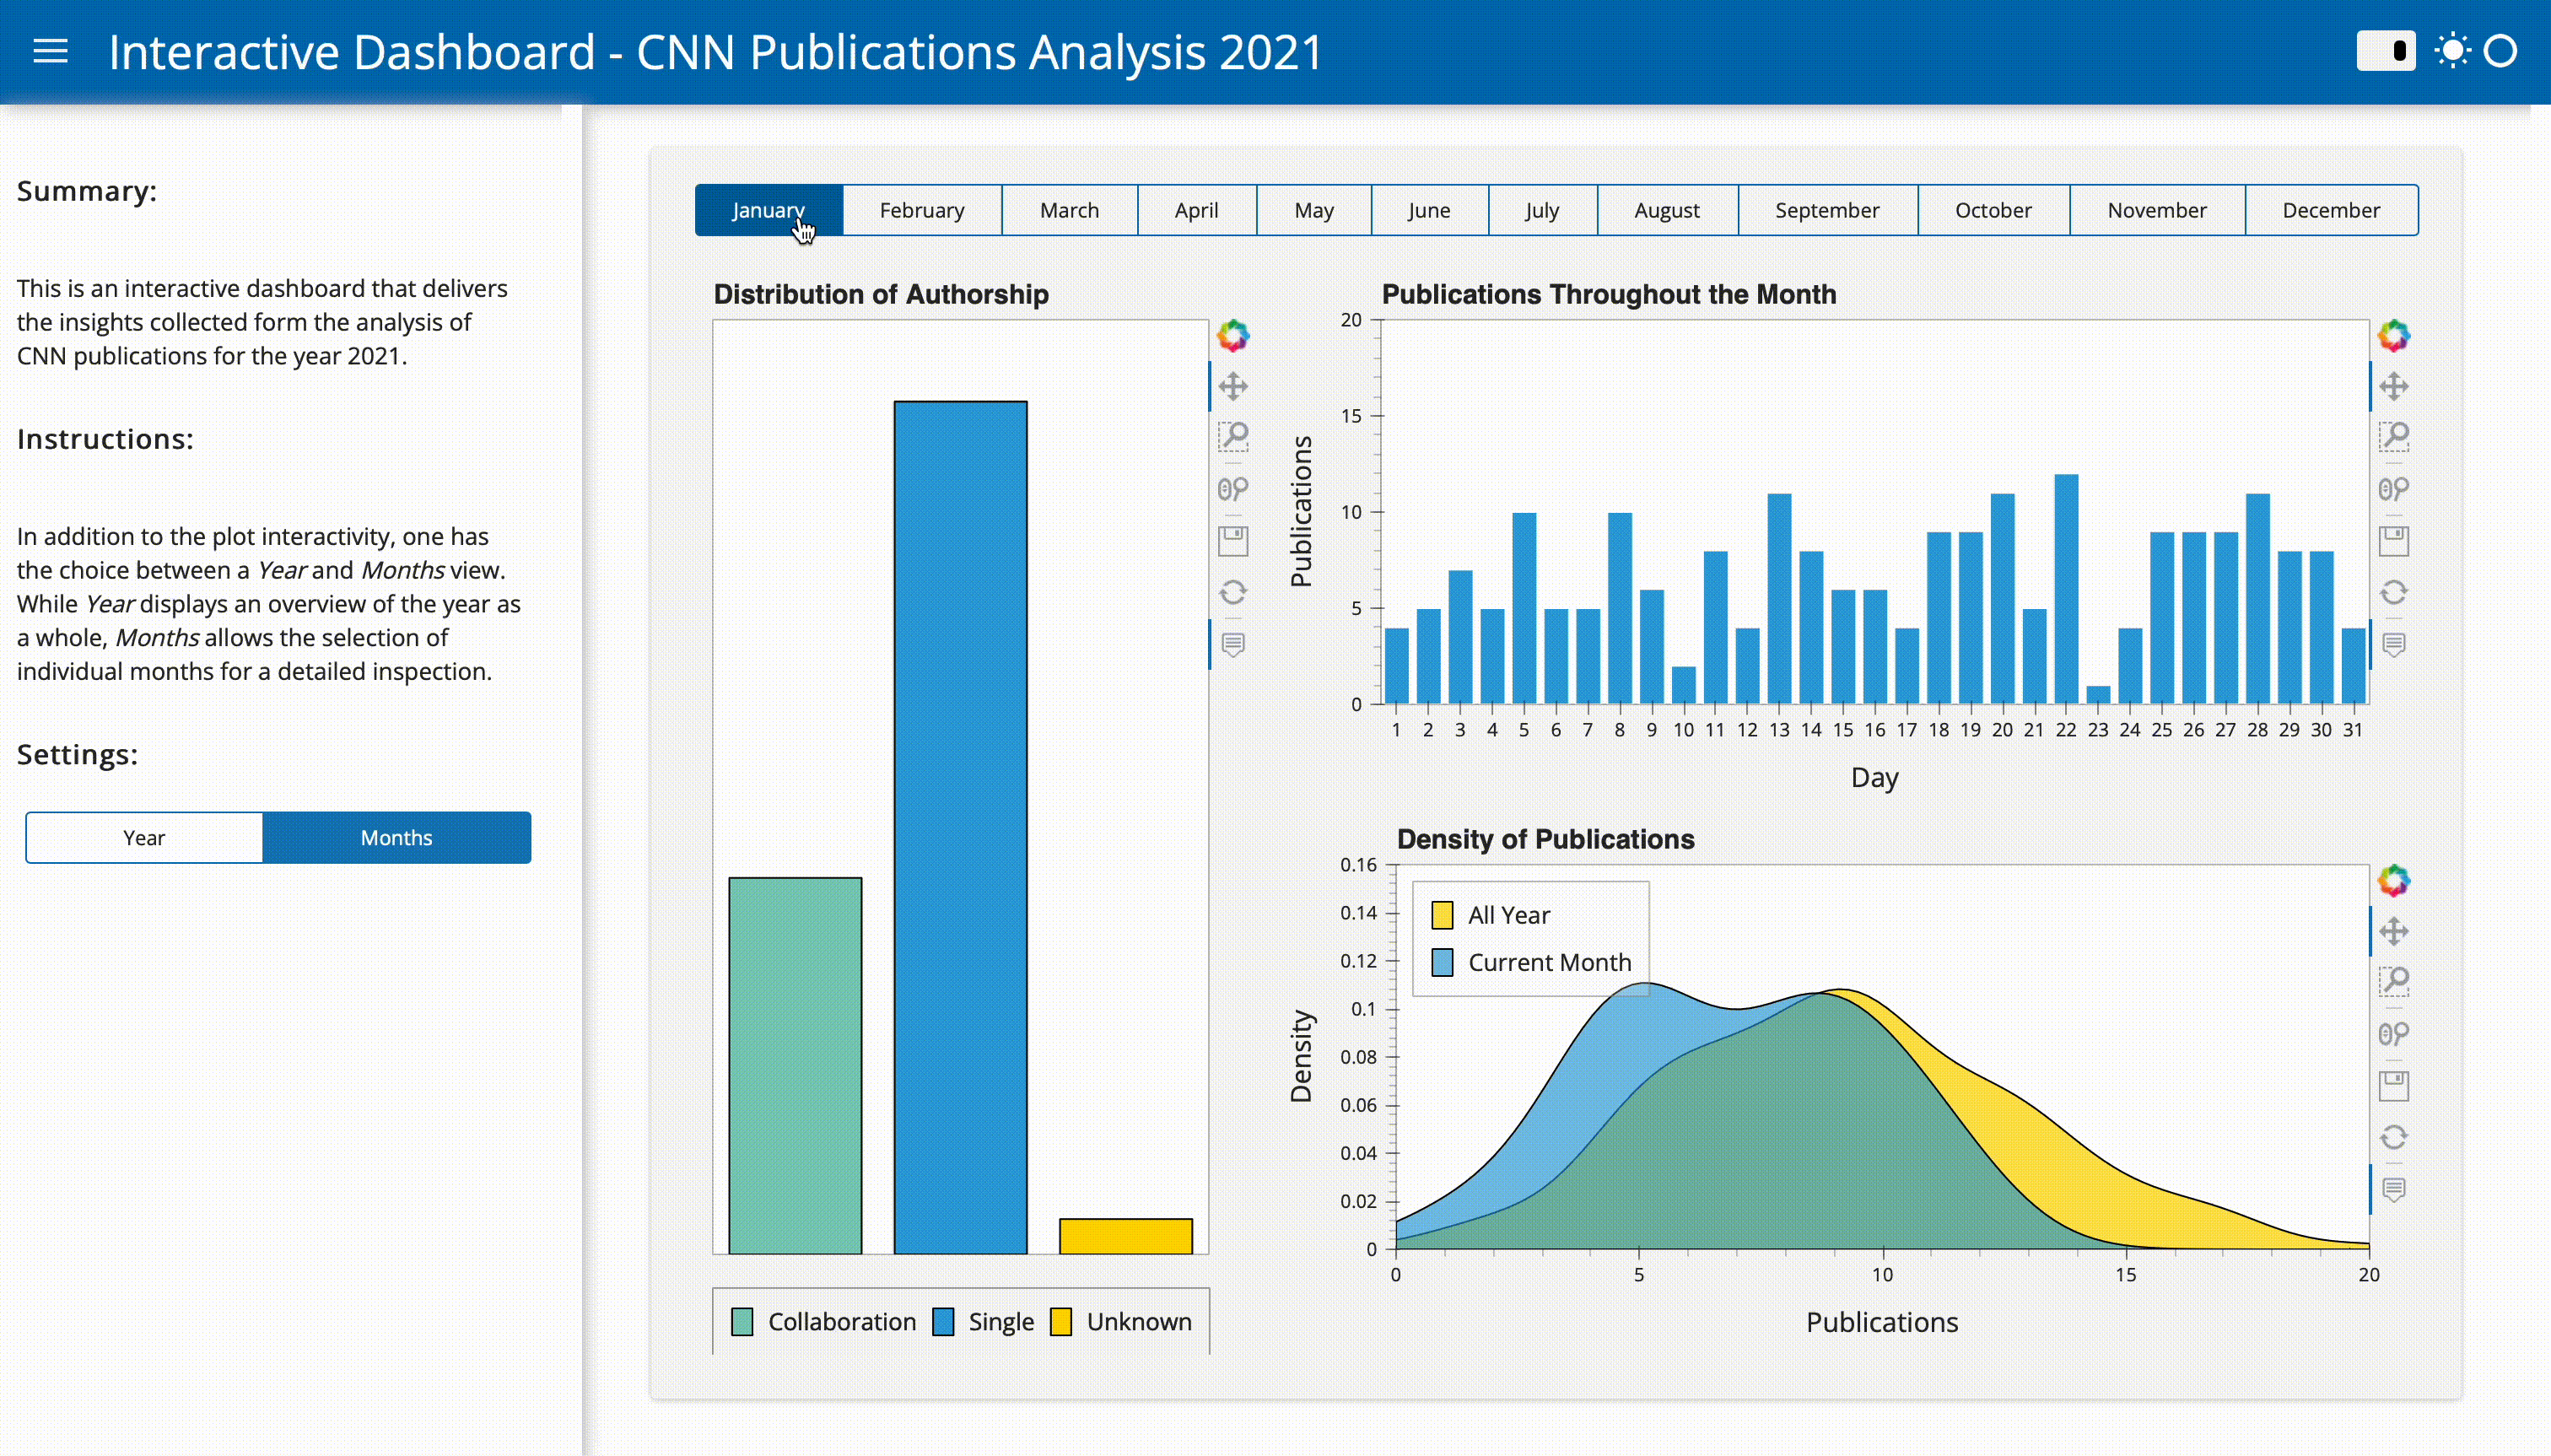 Interactive Dashboard - CNN Publications Analysis 2021
Summary:
This is an interactive dashboard that delivers
the insights collected form the analysis of
CNN publications for the year 2021.
Instructions:
In addition to the plot interactivity, one has
the choice between a Year and Months view.
While Year displays an overview of the year as
a whole, Months allows the selection of
individual months for a detailed inspection.
Settings:
Year Months
January February March April May June July August September October November December
Distribution of Authorship
Collaboration Single Unknown
Publications Throughout the Month
Publications
20
15
10
5
0
1 2 3 4 5 6 7 8 9 10 11 12 13 14 15 16 17 18 19 20 21 22 23 24 25 26 27 28 29 30 31
Day
Density of Publications
Density
0.16
0.14
0.12
0.1
0.08
0.06
0.04
0.02
0
All Year
Current Month
0 5 10 15 20
Publications